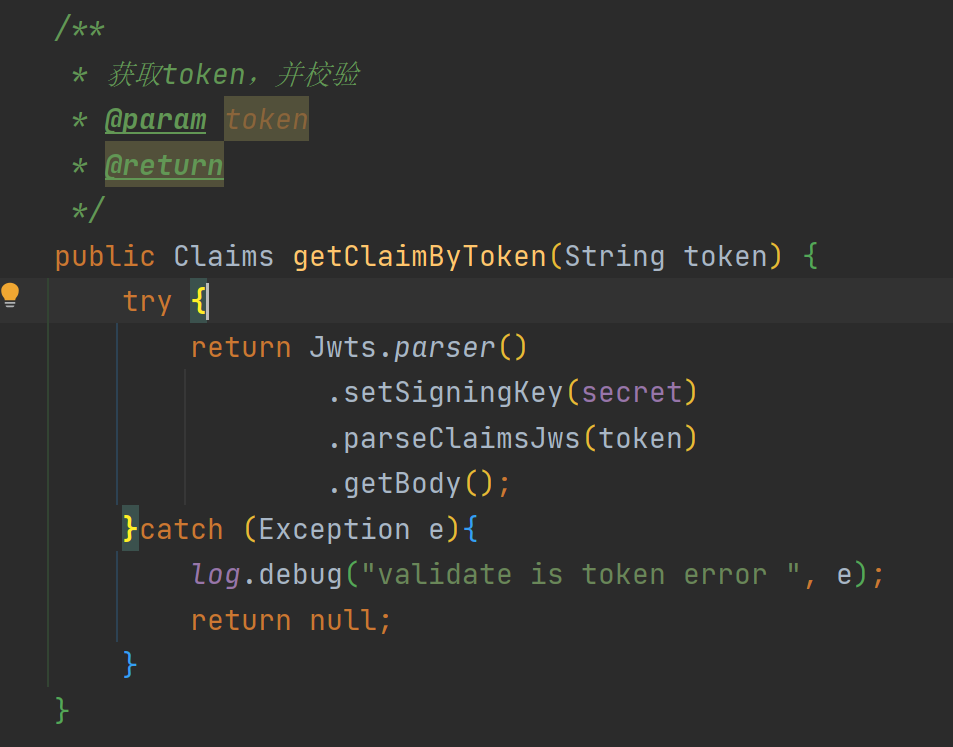 /**
 * 获取token，并校验
 * @param token
 * @return
 */
public Claims getClaimByToken(String token) {
    try {
        return Jwts.parser()
                .setSigningKey(secret)
                .parseClaimsJws(token)
                .getBody();
    }catch (Exception e){
        log.debug("validate is token error ", e);
        return null;
    }
}